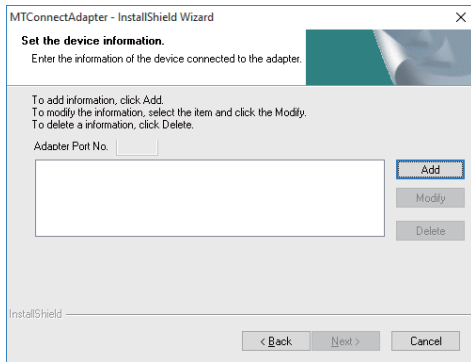 MTConnectAdapter - InstallShield Wizard
Set the device information.
Enter the information of the device connected to the adapter.
To add information, click Add.
To modify the information, select the item and click the Modify.
To delete a information, click Delete.
Adapter Port No.
Add
Modify
Delete
InstallShield
< Back
Next >
Cancel